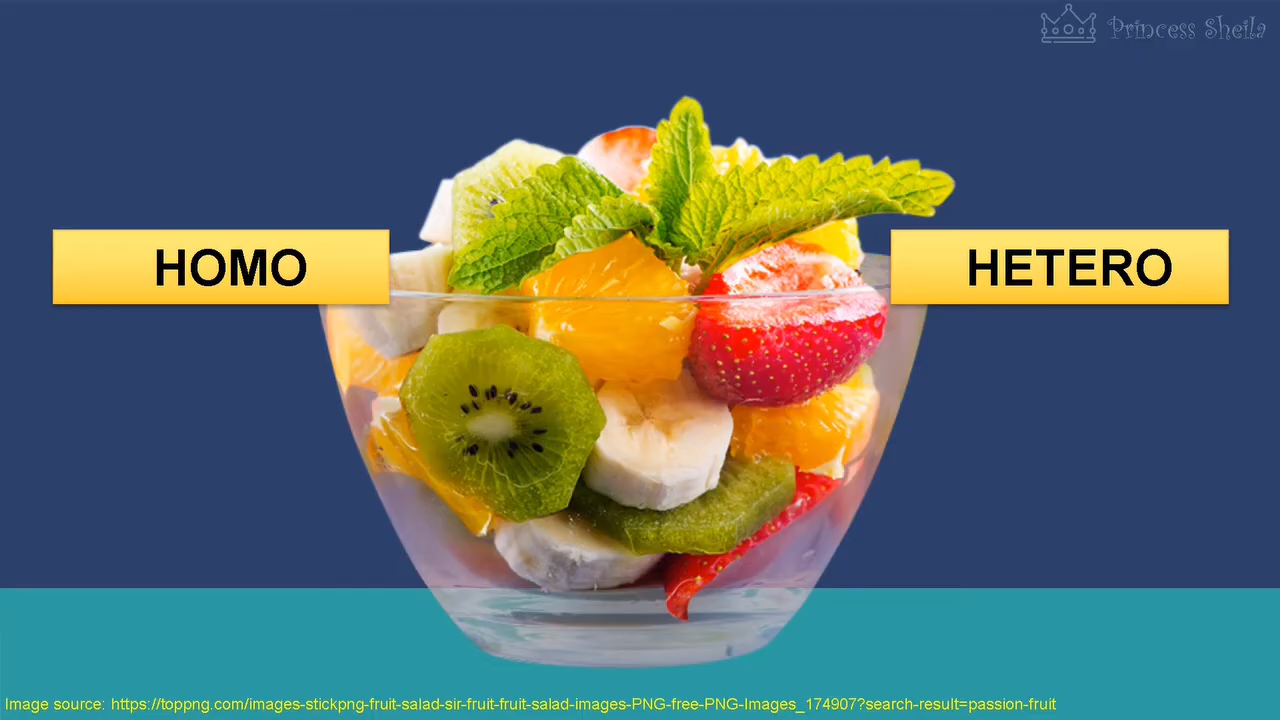 Princess Sheila
HOMO
HETERO
Image source: https://toppng.com/images-stickpng-fruit-salad-sir-fruit-fruit-salad-images-PNG-free-PNG-Images_174907?search-result=passion-fruit